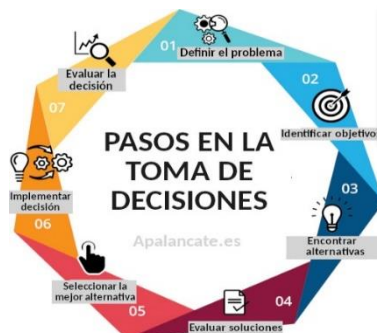 PASOS EN LA
TOMA DE
DECISIONES
Apalancate.es
01
Definir el problema
02
Identificar objetivo
03
Encontrar
alternativas
04
Evaluar soluciones
05
Seleccionar la
mejor alternativa
06
Implementar
decisión
07
Evaluar la
decisión